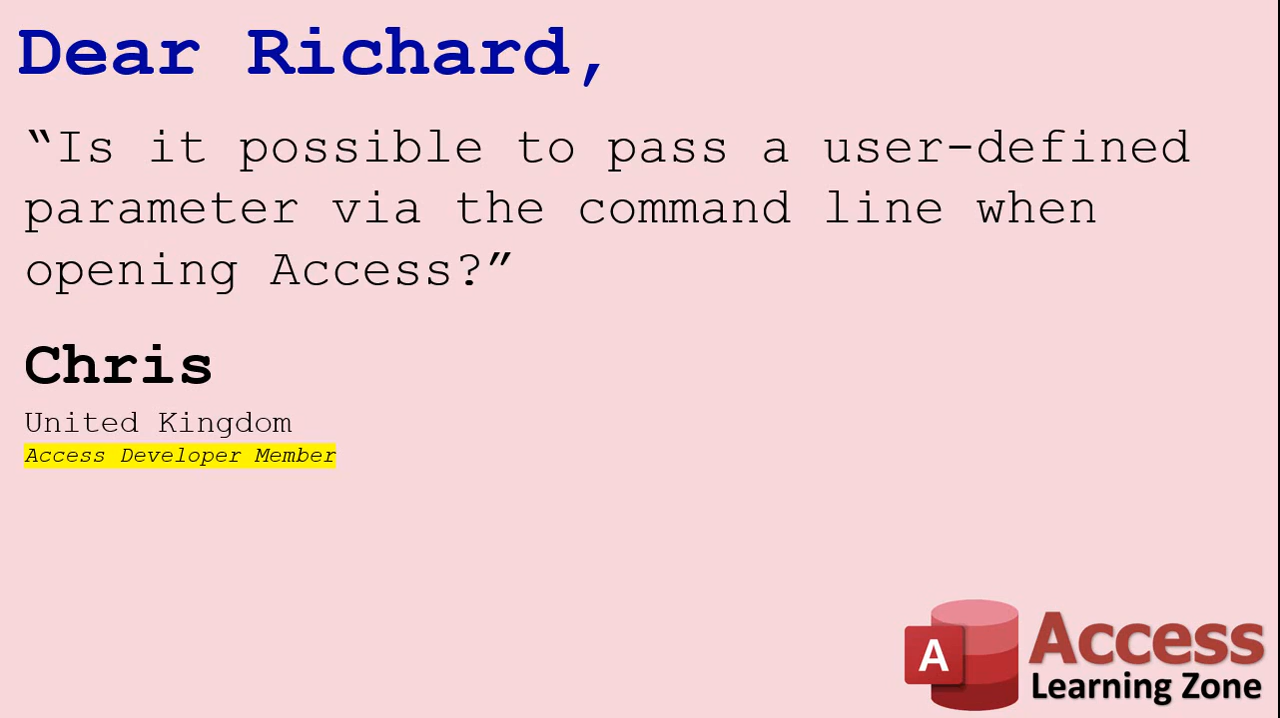 Dear Richard,
“Is it possible to pass a user-defined
parameter via the command line when
opening Access?”
Chris
United Kingdom
Access Developer Member
A
Access
Learning Zone